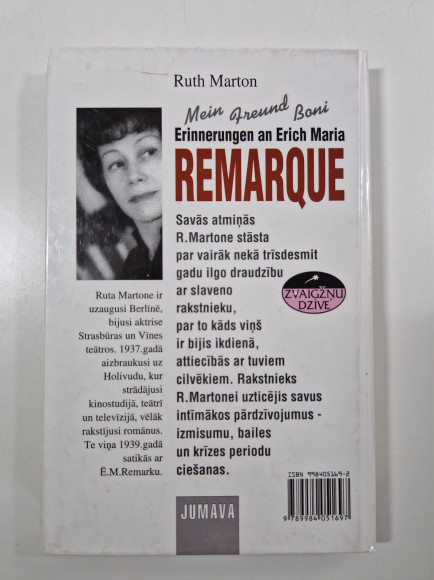 Ruth Marton
Mein Freund Boni
Erinnerungen an Erich Maria
REMARQUE
Savās atmiņās
R.Martone stāsta
par vairāk nekā trīsdesmit
gadu ilgo draudzību
ar slaveno
rakstnieku,
par to kāds viņš
ir bijis ikdienā,
attiecībās ar tuviem
cilvēkiem. Rakstnieks
R.Martonei uzticējis savus
intīmākos pārdzīvojumus -
izmisumu, bailes
un krīzes periodu
ciešanas.
ZVAIGŽŅU
DZĪVE
Ruta Martone ir
uzaugusi Berlīnē,
bijusi aktrise
Strasbūras un Vīnes
teātros. 1937.gadā
aizbraukusi uz
Holivudu, kur
strādājusi
kinostudijā, teātrī
un televīzijā, vēlāk
rakstījusi romānus.
Te viņa 1939.gadā
satikās ar
Ē.M.Remarku.
JUMAVA
ISBN 998405169-2
9789984051697